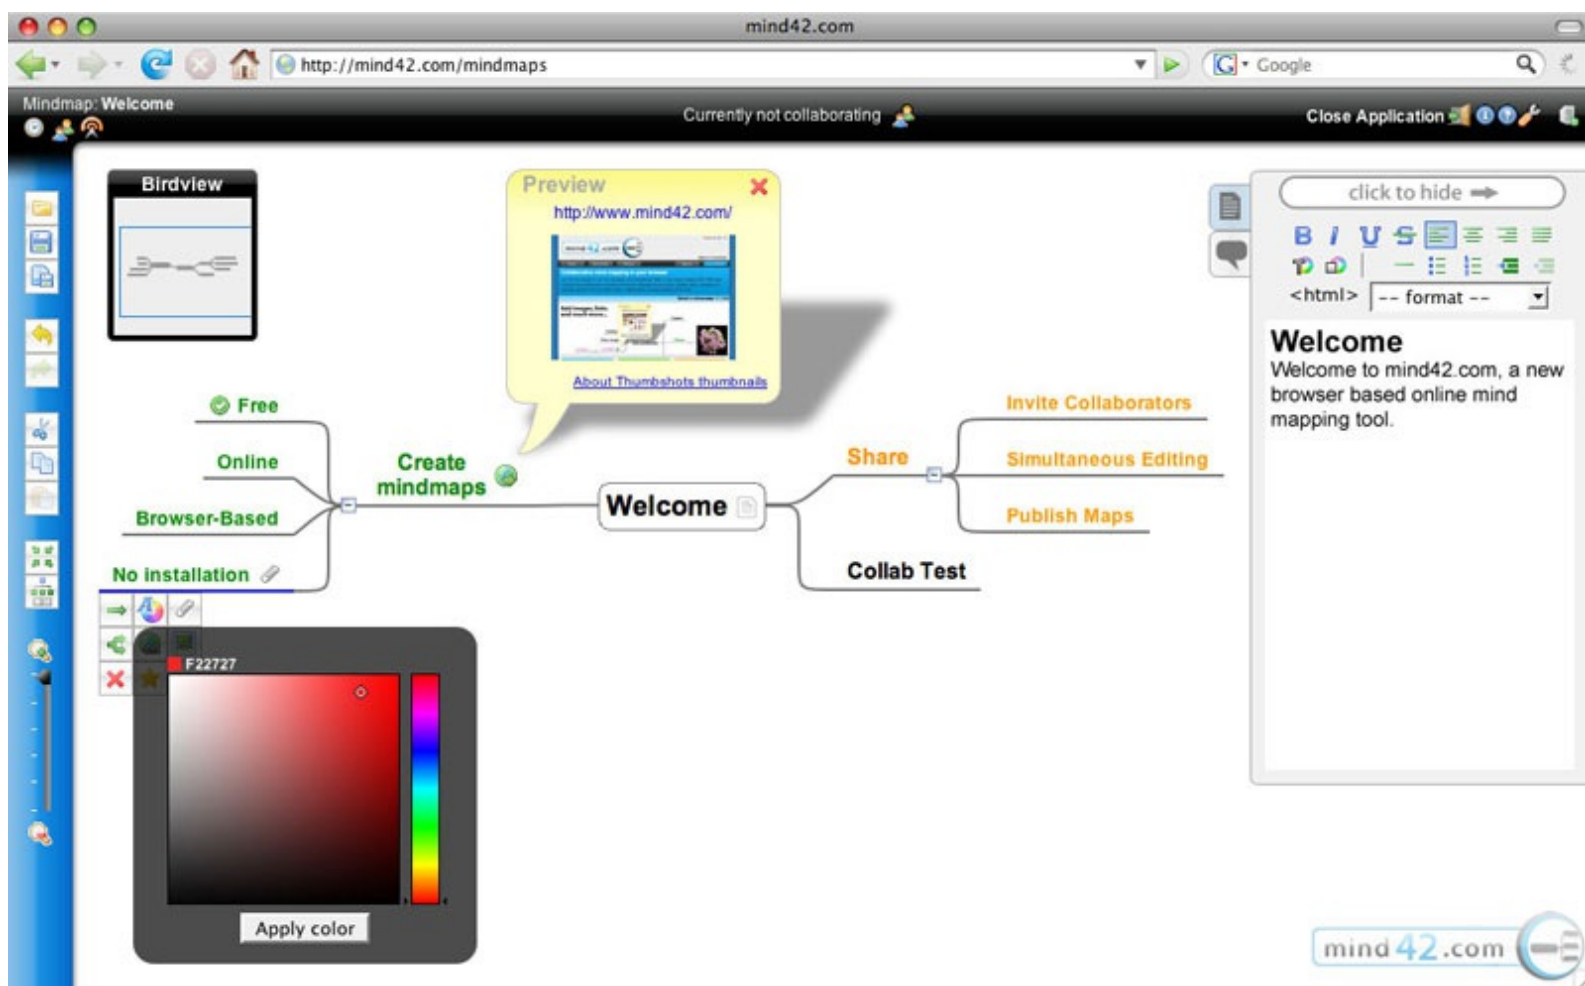 mind42.com
http://mind42.com/mindmaps
Google
Mindmap: Welcome
Currently not collaborating
Close Application
Birdview
Preview
http://www.mind42.com/
About Thumbshots thumbnails
click to hide
B I U S
<html> -- format --
Welcome
Welcome to mind42.com, a new
browser based online mind
mapping tool.
Free
Online
Browser-Based
No installation
Create
mindmaps
Welcome
Share
Invite Collaborators
Simultaneous Editing
Publish Maps
Collab Test
F22727
Apply color
mind42.com